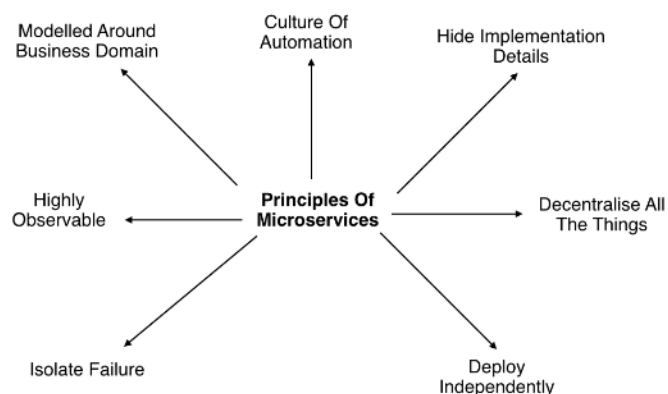 Modelled Around
Business Domain
Culture Of
Automation
Hide Implementation
Details
Highly
Observable
Principles Of
Microservices
Decentralise All
The Things
Isolate Failure
Deploy
Independently